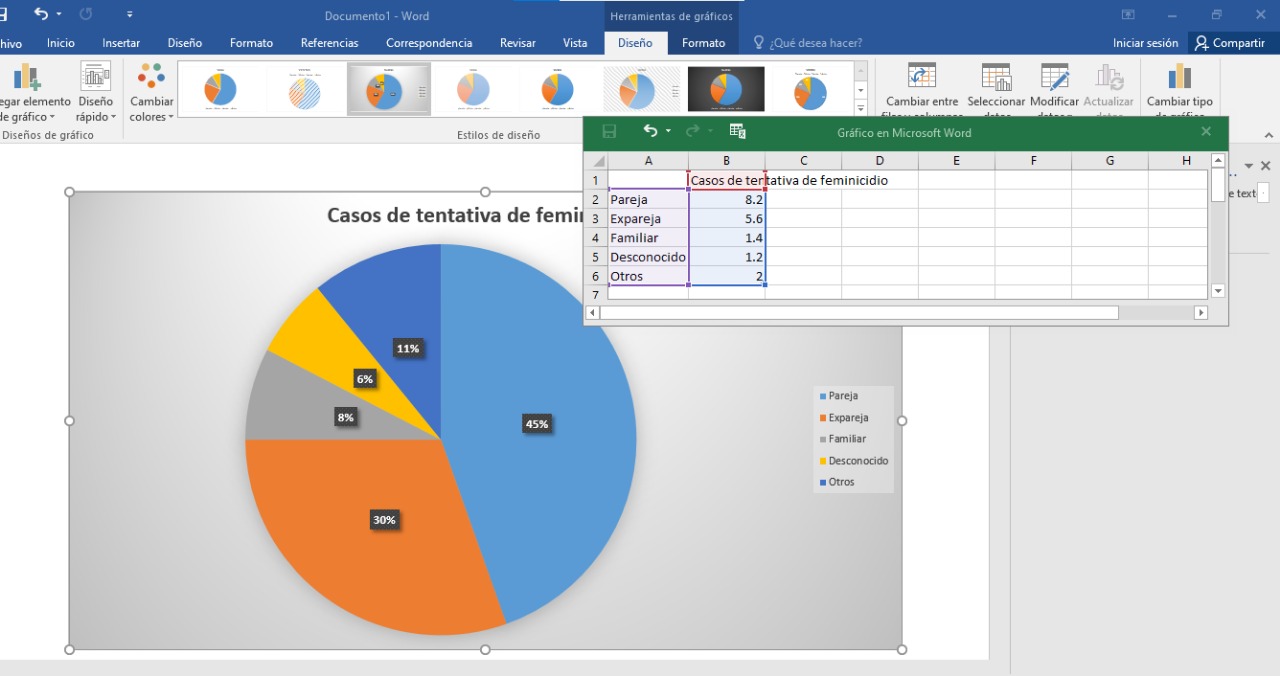 Documento1 - Word
Herramientas de gráficos
hivo Inicio Insertar Diseño Formato Referencias Correspondencia Revisar Vista Diseño Formato ¿Qué desea hacer? Iniciar sesión Compartir
egar elemento Diseño Cambiar Cambiar entre Seleccionar Modificar Actualizar Cambiar tipo
de gráfico rápido colores filas y columnas datos datos datos de gráfico
Diseños de gráfico Estilos de diseño
Gráfico en Microsoft Word
A B C D E F G H
1 Casos de tentativa de feminicidio
2 Pareja 8.2
3 Expareja 5.6
4 Familiar 1.4
5 Desconocido 1.2
6 Otros 2
7
e text
Casos de tentativa de femin
11%
6%
8%
45%
30%
Pareja
Expareja
Familiar
Desconocido
Otros